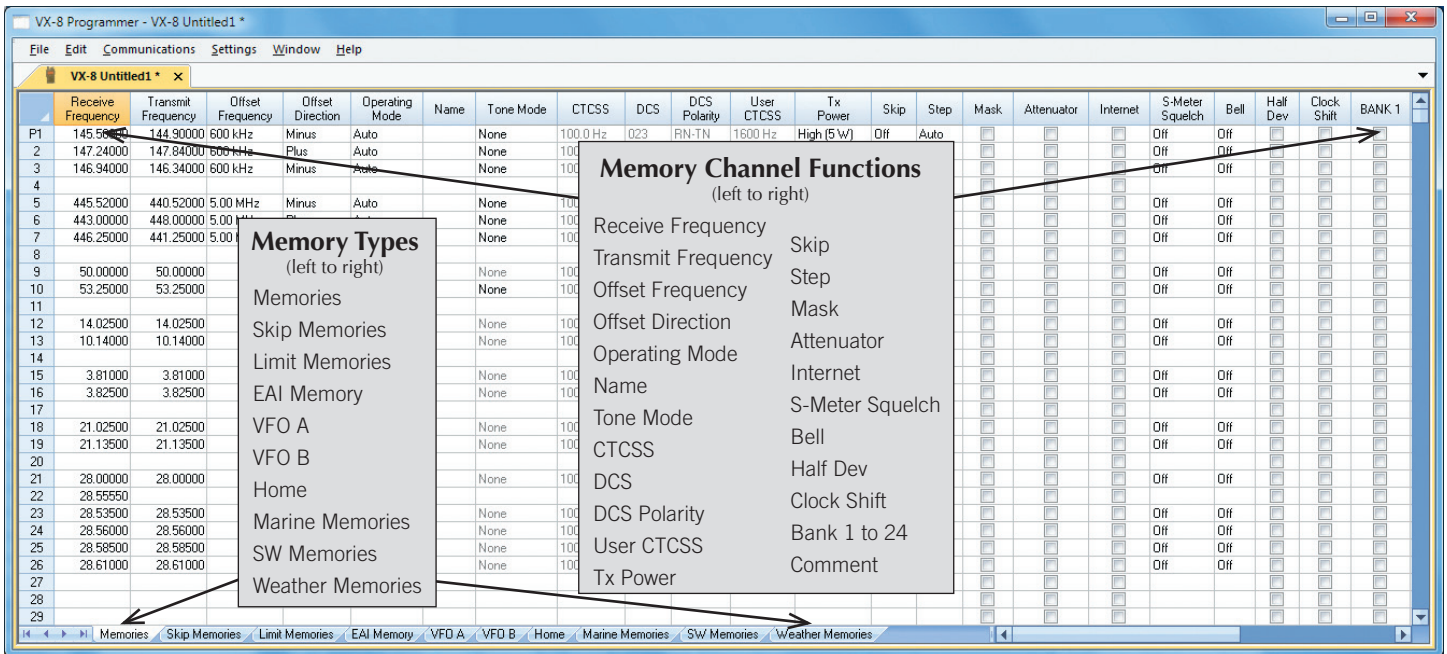 VX-8 Programmer - VX-8 Untitled1 *
File Edit Communications Settings Window Help
VX-8 Untitled1 * X
Receive Frequency Transmit Frequency Offset Frequency Offset Direction Operating Mode Name Tone Mode CTCSS DCS DCS Polarity User CTCSS Tx Power Skip Step Mask Attenuator Internet S-Meter Squelch Bell Half Dev Clock Shift BANK 1
P1 144.90000 600 kHz Minus Auto None 100.0 Hz 023 RN-TN 1600 Hz High (5 W) Off Auto Off Off
2 147.24000 147.84000 600 kHz Plus Auto None Off Off
3 146.94000 146.34000 600 kHz Minus Auto None Off Off
4
5 445.52000 440.52000 5.00 MHz Minus Auto None Off Off
6 443.00000 448.00000 5.00 None Off Off
7 446.25000 441.25000 5.00 None Off Off
8
9 50.00000 50.00000 None Off Off
10 53.25000 53.25000 None Off Off
11
12 14.02500 14.02500 None Off Off
13 10.14000 10.14000 None Off Off
14
15 3.81000 3.81000 None Off Off
16 3.82500 3.82500 None Off Off
17
18 21.02500 21.02500 None Off Off
19 21.13500 21.13500 None Off Off
20
21 28.00000 28.00000 None Off Off
22 28.55550
23 28.53500 28.53500 None Off Off
24 28.56000 28.56000 None Off Off
25 28.58500 28.58500 None Off Off
26 28.61000 28.61000 None Off Off
27
28
29
Memory Types
(left to right)
Memories
Skip Memories
Limit Memories
EAI Memory
VFO A
VFO B
Home
Marine Memories
SW Memories
Weather Memories
Memory Channel Functions
(left to right)
Receive Frequency
Transmit Frequency
Offset Frequency
Offset Direction
Operating Mode
Name
Tone Mode
CTCSS
DCS
DCS Polarity
User CTCSS
Tx Power
Skip
Step
Mask
Attenuator
Internet
S-Meter Squelch
Bell
Half Dev
Clock Shift
Bank 1 to 24
Comment
Memories Skip Memories Limit Memories EAI Memory VFO A VFO B Home Marine Memories SW Memories Weather Memories